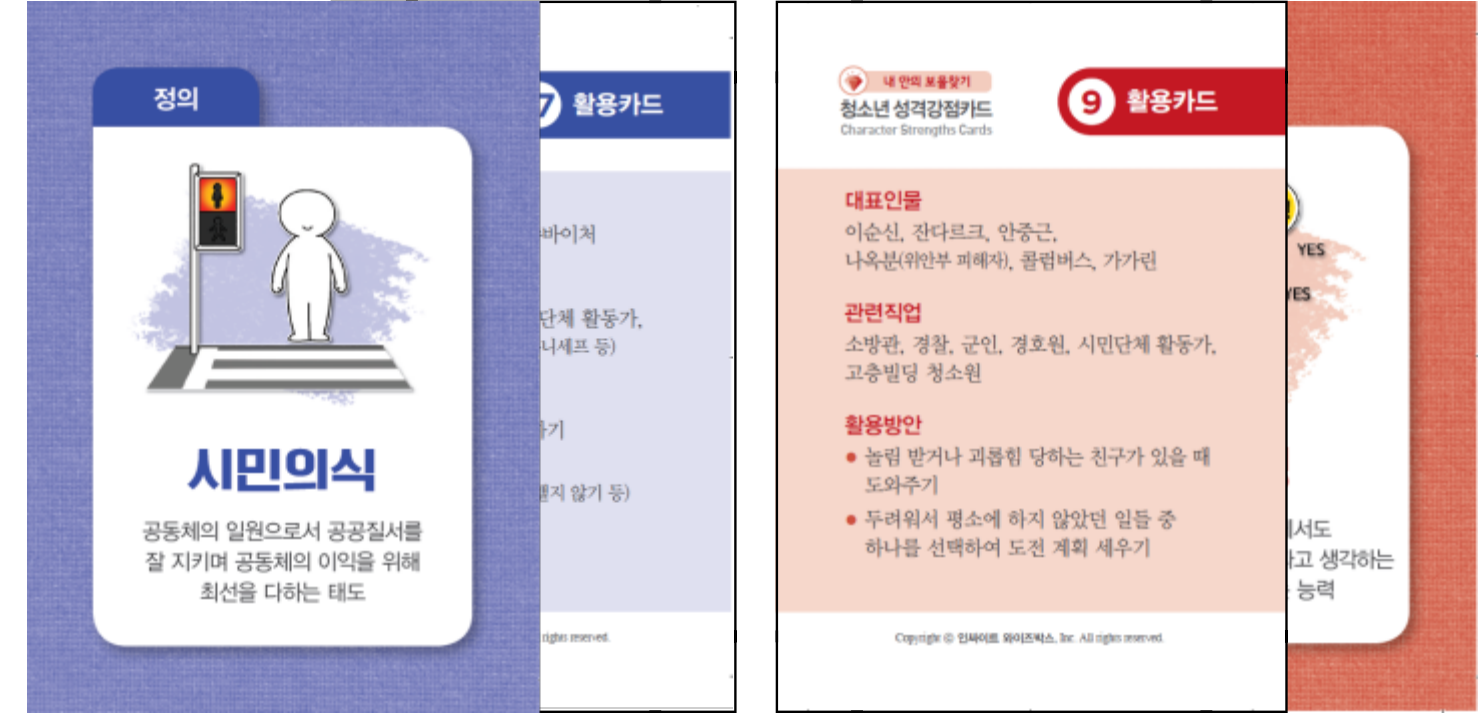 정의
시민의식
공동체의 일원으로서 공공질서를
잘 지키며 공동체의 이익을 위해
최선을 다하는 태도
7 활용카드
바이처
단체 활동가,
니세프 등)
하기
뱉지 않기 등)
rights reserved.
내 안의 보물찾기
청소년 성격강점카드
Character Strengths Cards
9 활용카드
대표인물
이순신, 잔다르크, 안중근,
나옥분(위안부 피해자), 콜럼버스, 가가린
관련직업
소방관, 경찰, 군인, 경호원, 시민단체 활동가,
고층빌딩 청소원
활용방안
● 놀림 받거나 괴롭힘 당하는 친구가 있을 때
도와주기
● 두려워서 평소에 하지 않았던 일들 중
하나를 선택하여 도전 계획 세우기
Copyright ⓒ 인싸이트 와이즈박스, Inc. All rights reserved.
YES
YES
에서도
하고 생각하는
능력